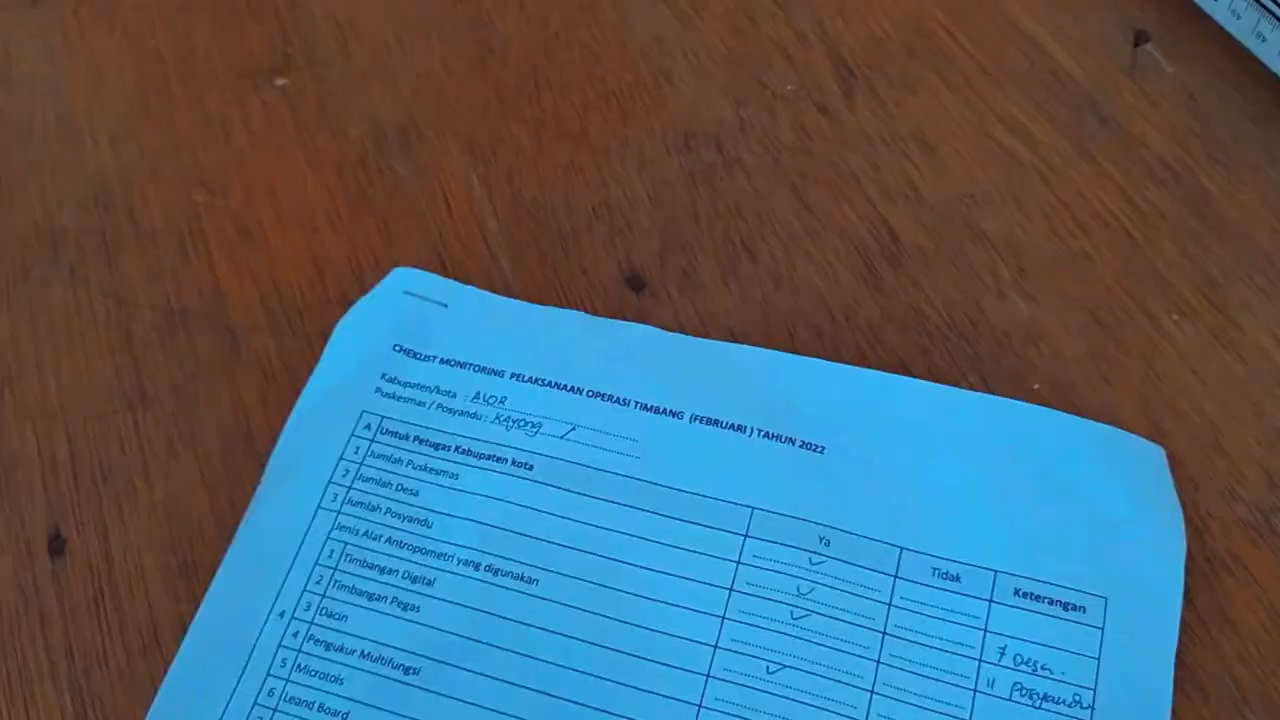 CHEKLIST MONITORING PELAKSANAAN OPERASI TIMBANG (FEBRUARI ) TAHUN 2022
Kabupaten/kota : ALOR
Puskesmas / Posyandu : Kayong
A Untuk Petugas Kabupaten kota Ya Tidak Keterangan
1 Jumlah Puskesmas ✓
2 Jumlah Desa ✓ 7 Desa.
3 Jumlah Posyandu ✓ 11 Posyandu
4 Jenis Alat Antropometri yang digunakan
1 Timbangan Digital ✓
2 Timbangan Pegas
3 Dacin
4 Pengukur Multifungsi
5 Microtois
6 Leand Board